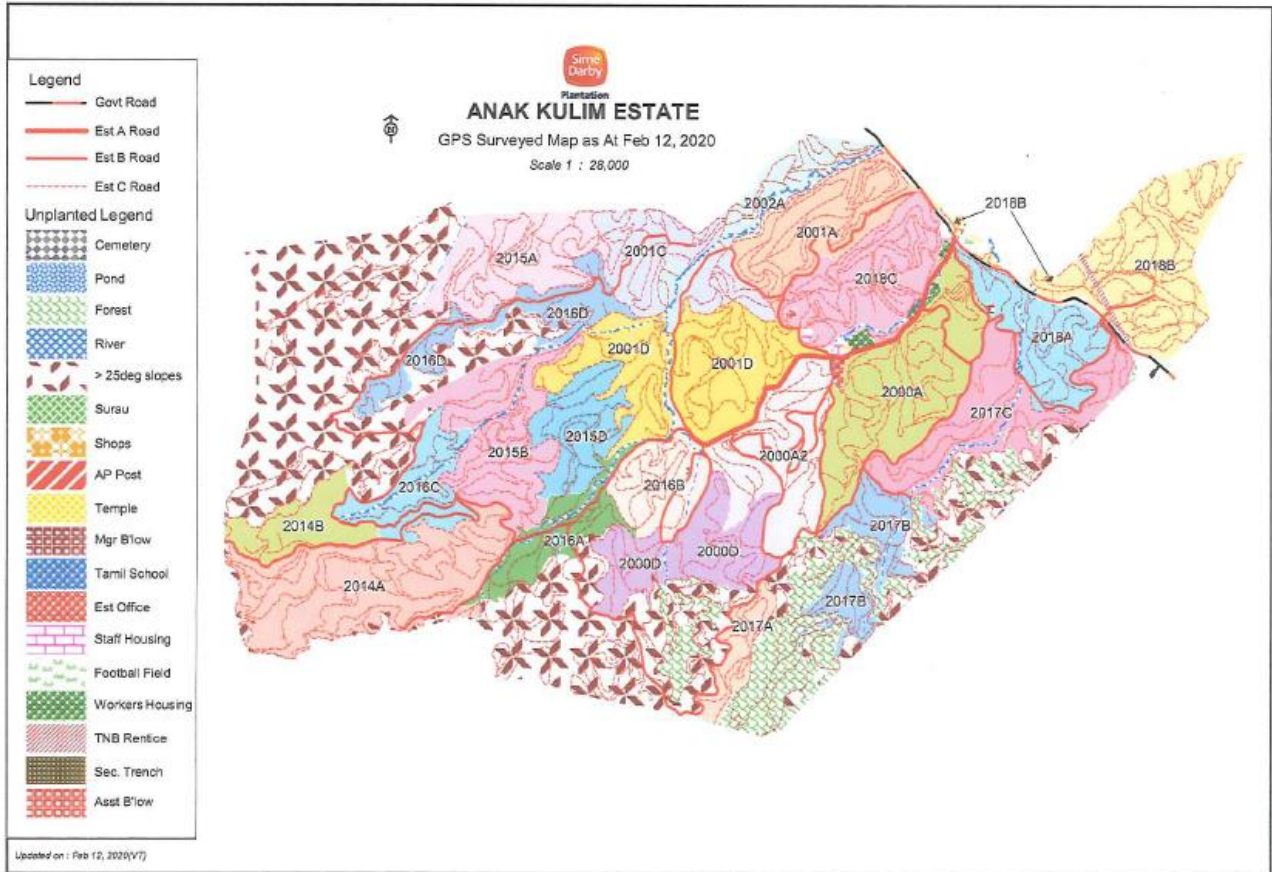 Sime
Darby
Plantation
ANAK KULIM ESTATE
GPS Surveyed Map as At Feb 12, 2020
Scale 1 : 28,000
N
Legend
Govt Road
Est A Road
Est B Road
Est C Road
Unplanted Legend
Cemetery
Pond
Forest
River
> 25deg slopes
Surau
Shops
AP Post
Temple
Mgr B'low
Tamil School
Est Office
Staff Housing
Football Field
Workers Housing
TNB Rentice
Sec. Trench
Asst B'low
Updated on : Feb 12, 2020(V7)
2002A
2018B
2001A
2015A
2001C
2018C
2018B
2016D
2018A
2001D
2016D
2001D
2000A
2017C
2015D
2015B
2000A2
2016C
2016B
2014B
2017B
2016A
2000D
2000D
2014A
2017B
2017A